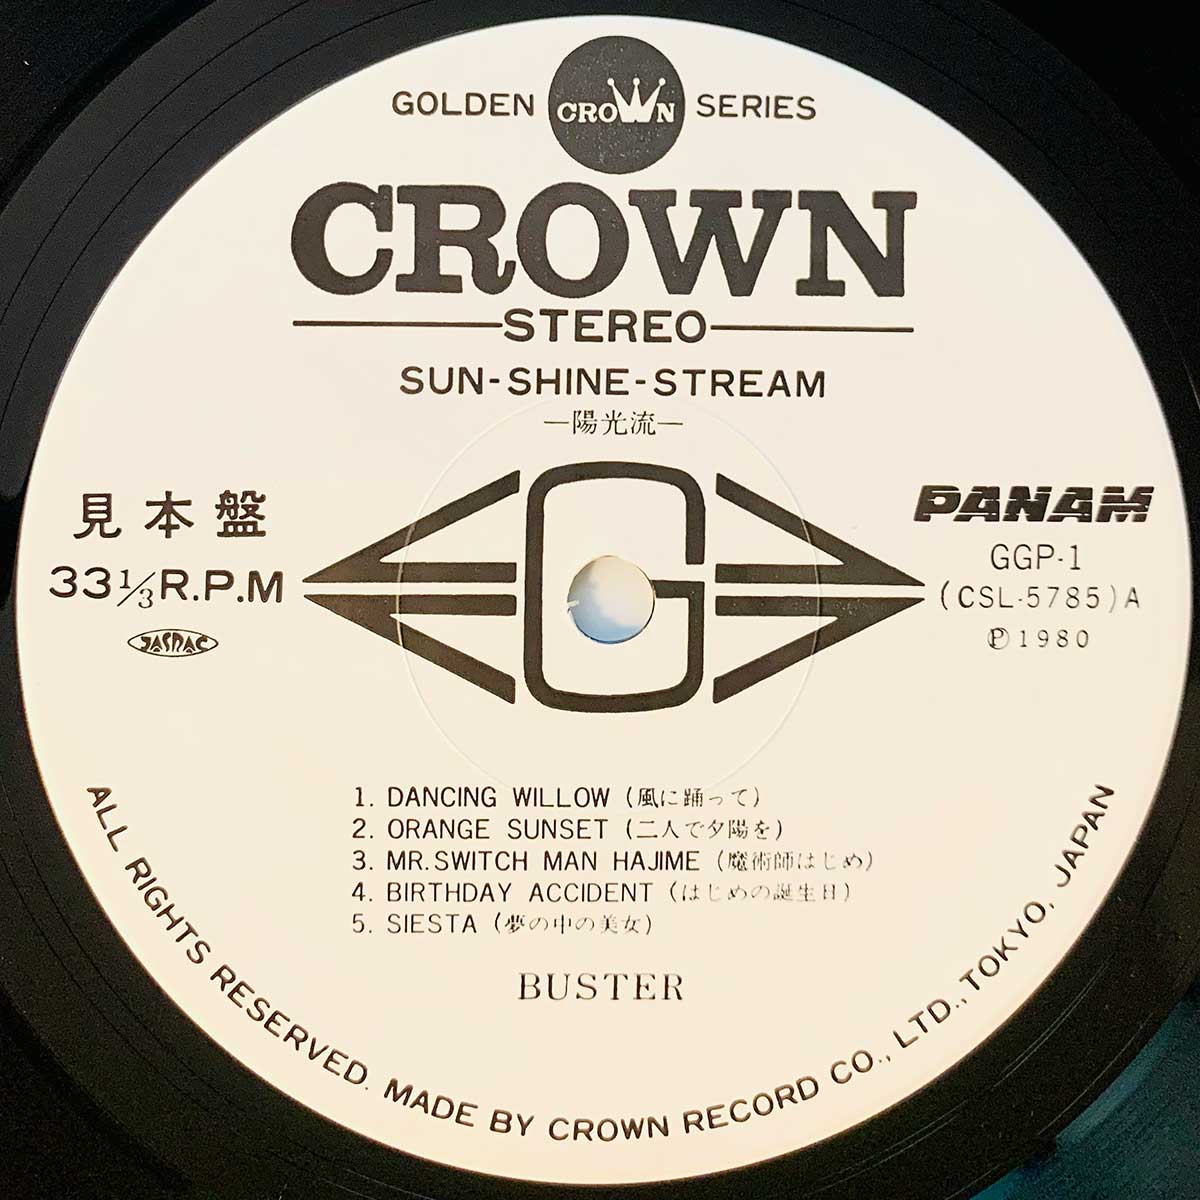 GOLDEN CROWN SERIES
CROWN
STEREO
SUN-SHINE-STREAM
—陽光流—
見本盤
33 1/3 R.P.M
JASRAC
G
PANAM
GGP-1
(CSL-5785) A
Ⓟ1980
1. DANCING WILLOW (風に踊って)
2. ORANGE SUNSET (二人で夕陽を)
3. MR. SWITCH MAN HAJIME (魔術師はじめ)
4. BIRTHDAY ACCIDENT (はじめの誕生日)
5. SIESTA (夢の中の美女)
BUSTER
ALL RIGHTS RESERVED. MADE BY CROWN RECORD CO., LTD., TOKYO, JAPAN